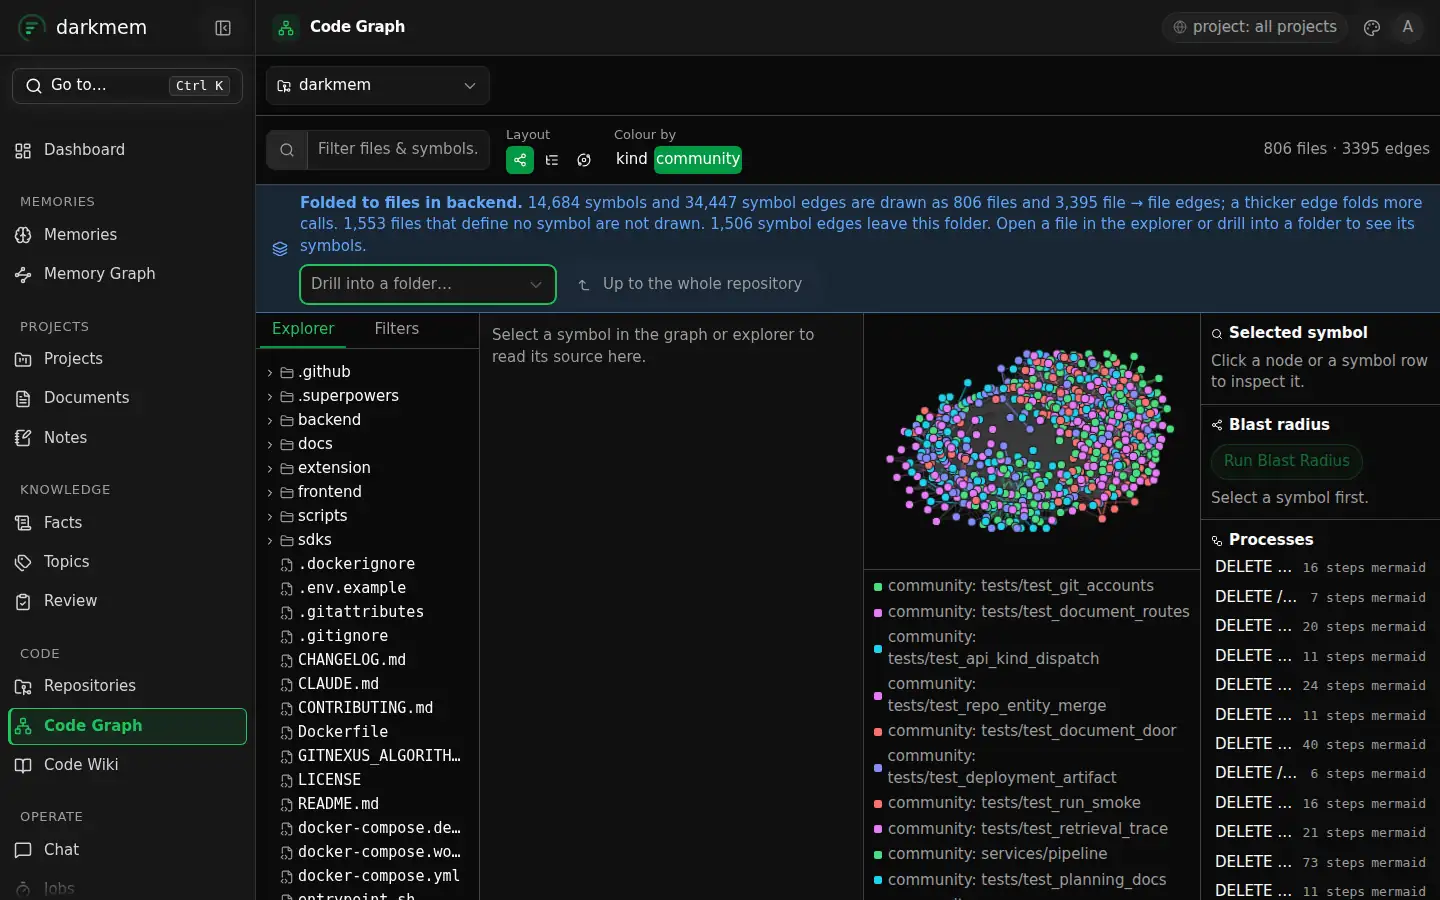 darkmem
Code Graph
project: all projects
A
Go to...
Ctrl K
darkmem
Filter files & symbols.
Layout
Colour by
kind
community
806 files · 3395 edges
Dashboard
MEMORIES
Memories
Memory Graph
PROJECTS
Projects
Documents
Notes
KNOWLEDGE
Facts
Topics
Review
CODE
Repositories
Code Graph
Code Wiki
OPERATE
Chat
Jobs
Folded to files in backend. 14,684 symbols and 34,447 symbol edges are drawn as 806 files and 3,395 file → file edges; a thicker edge folds more
calls. 1,553 files that define no symbol are not drawn. 1,506 symbol edges leave this folder. Open a file in the explorer or drill into a folder to see its
symbols.
Drill into a folder...
Up to the whole repository
Explorer
Filters
.github
.superpowers
backend
docs
extension
frontend
scripts
sdks
.dockerignore
.env.example
.gitattributes
.gitignore
CHANGELOG.md
CLAUDE.md
CONTRIBUTING.md
Dockerfile
GITNEXUS_ALGORITH…
LICENSE
README.md
docker-compose.de…
docker-compose.wo…
docker-compose.yml
entrypoint.sh
Select a symbol in the graph or explorer to
read its source here.
community: tests/test_git_accounts
community: tests/test_document_routes
community:
tests/test_api_kind_dispatch
community:
tests/test_repo_entity_merge
community: tests/test_document_door
community:
tests/test_deployment_artifact
community: tests/test_run_smoke
community: tests/test_retrieval_trace
community: services/pipeline
community: tests/test_planning_docs
Selected symbol
Click a node or a symbol row
to inspect it.
Blast radius
Run Blast Radius
Select a symbol first.
Processes
DELETE ... 16 steps mermaid
DELETE /... 7 steps mermaid
DELETE ... 20 steps mermaid
DELETE ... 11 steps mermaid
DELETE ... 24 steps mermaid
DELETE ... 11 steps mermaid
DELETE ... 40 steps mermaid
DELETE /... 6 steps mermaid
DELETE ... 16 steps mermaid
DELETE ... 21 steps mermaid
DELETE ... 73 steps mermaid
DELETE ... 11 steps mermaid